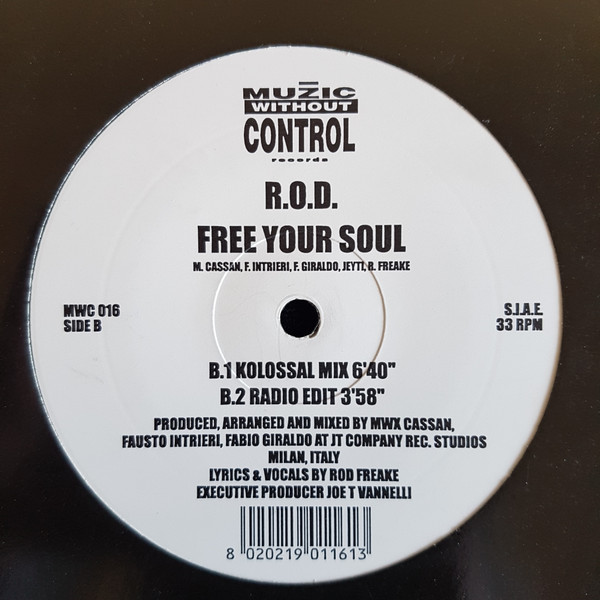 MUZIC
WITHOUT
CONTROL
records
R.O.D.
FREE YOUR SOUL
M. CASSAN, F. INTRIERI, F. GIRALDO, JEYTI, R. FREAKE
MWC 016
SIDE B
S.I.A.E.
33 RPM
B.1 KOLOSSAL MIX 6'40"
B.2 RADIO EDIT 3'58"
PRODUCED, ARRANGED AND MIXED BY MWX CASSAN,
FAUSTO INTRIERI, FABIO GIRALDO AT JT COMPANY REC. STUDIOS
MILAN, ITALY
LYRICS & VOCALS BY ROD FREAKE
EXECUTIVE PRODUCER JOE T VANNELLI
8 020219 011613